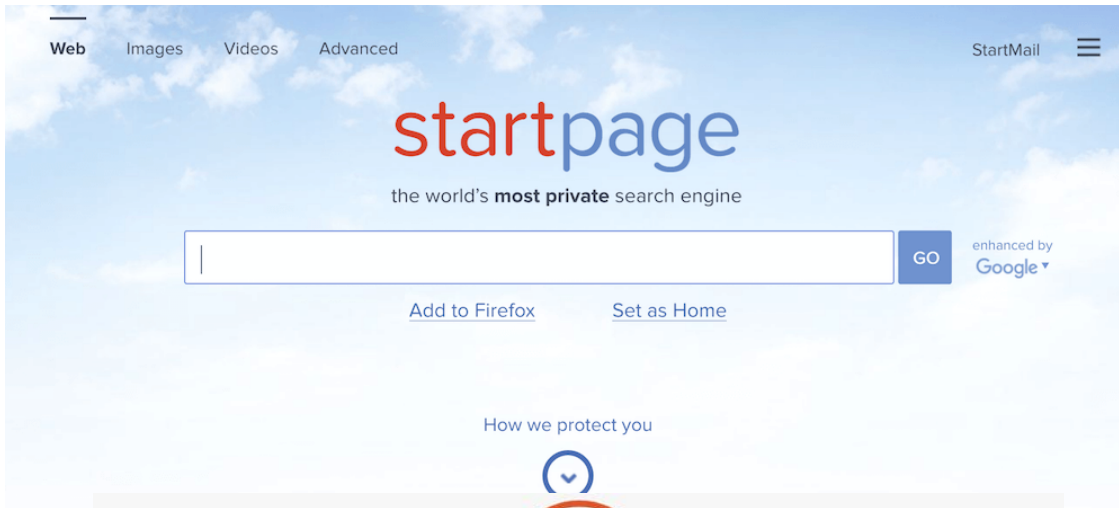 Web Images Videos Advanced StartMail
startpage
the world's most private search engine
GO
enhanced by
Google
Add to Firefox Set as Home
How we protect you